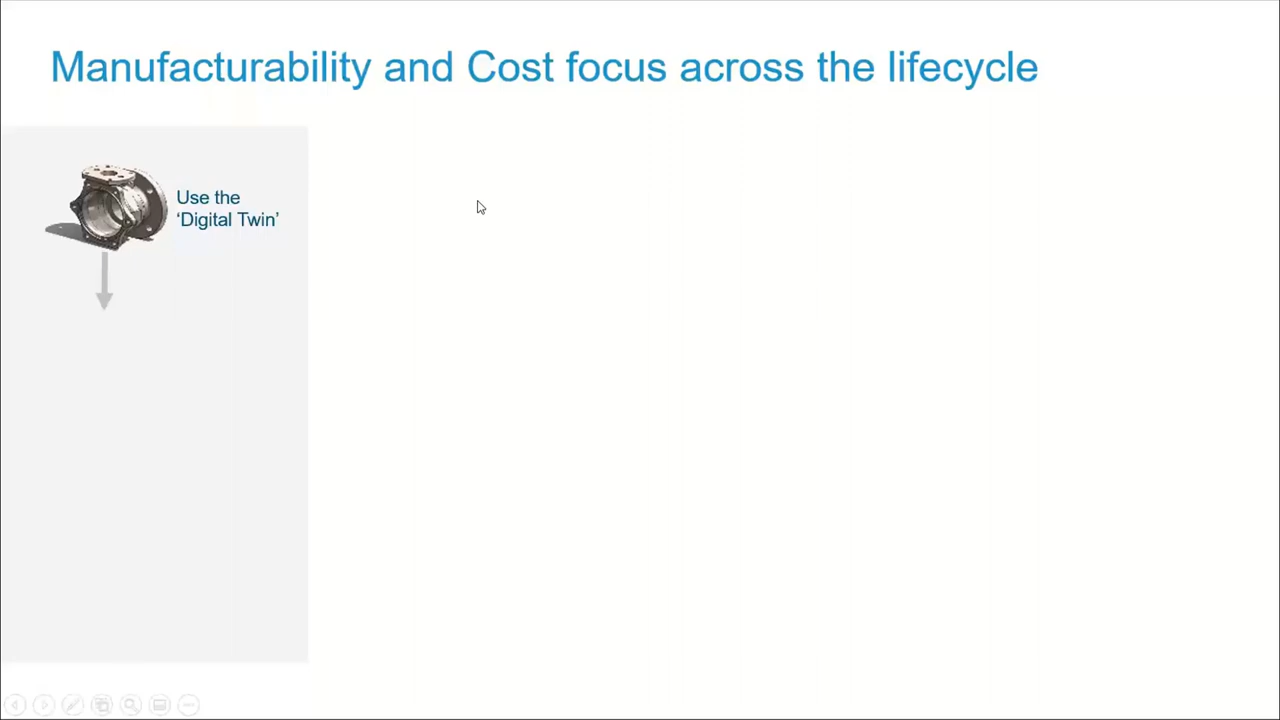 Manufacturability and Cost focus across the lifecycle
Use the
‘Digital Twin’